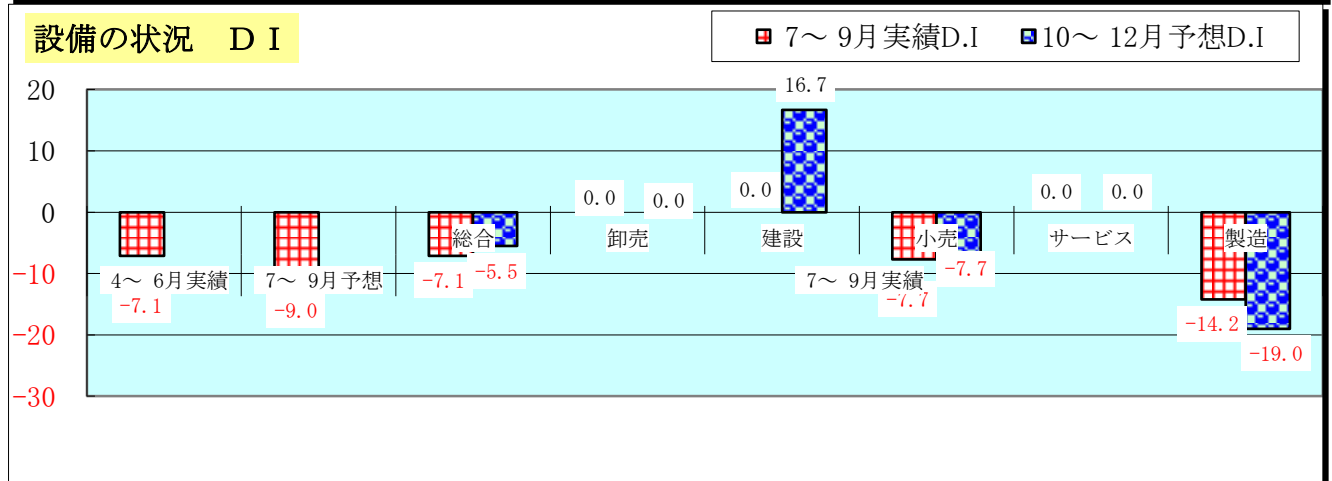 設備の状況　ＤＩ
7～ 9月実績D.I
10～ 12月予想D.I
20
10
0
-10
-20
-30
16.7
0.0
0.0
0.0
0.0
0.0
総合
卸売
建設
小売
サービス
製造
4～ 6月実績
7～ 9月予想
7～ 9月実績
-7.1
-9.0
-7.1
-5.5
-7.7
-7.7
-14.2
-19.0